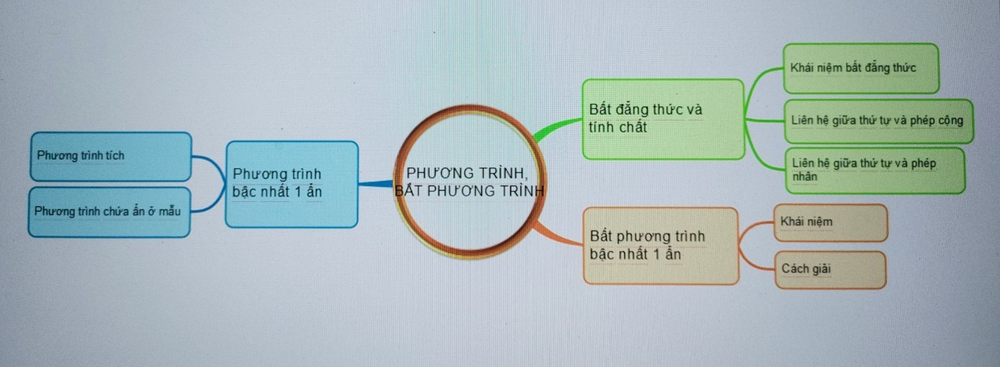 PHƯƠNG TRÌNH,
BẤT PHƯƠNG TRÌNH
Phương trình
bậc nhất 1 ẩn
Phương trình tích
Phương trình chứa ẩn ở mẫu
Bất đẳng thức và
tính chất
Khái niệm bất đẳng thức
Liên hệ giữa thứ tự và phép cộng
Liên hệ giữa thứ tự và phép
nhân
Bất phương trình
bậc nhất 1 ẩn
Khái niệm
Cách giải